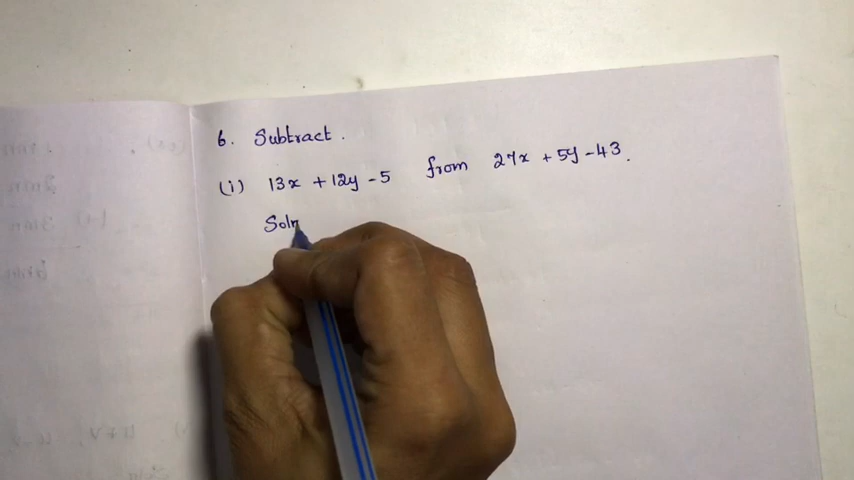 6. Subtract.
(i) 13x + 12y - 5 from 27x + 5y - 43.
Soln